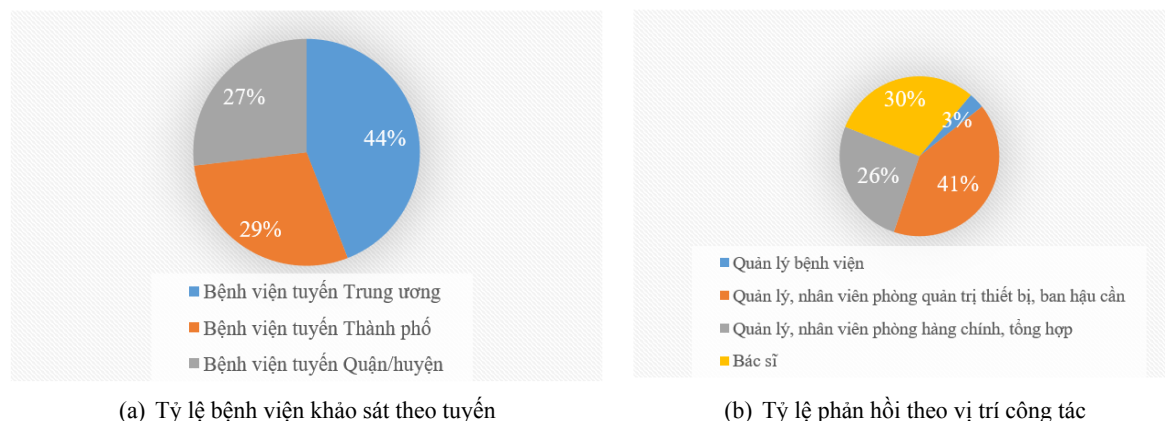 27%
44%
29%
Bệnh viện tuyến Trung ương
Bệnh viện tuyến Thành phố
Bệnh viện tuyến Quận/huyện
(a) Tỷ lệ bệnh viện khảo sát theo tuyến
30%
3%
26%
41%
Quản lý bệnh viện
Quản lý, nhân viên phòng quản trị thiết bị, ban hậu cần
Quản lý, nhân viên phòng hàng chính, tổng hợp
Bác sĩ
(b) Tỷ lệ phản hồi theo vị trí công tác